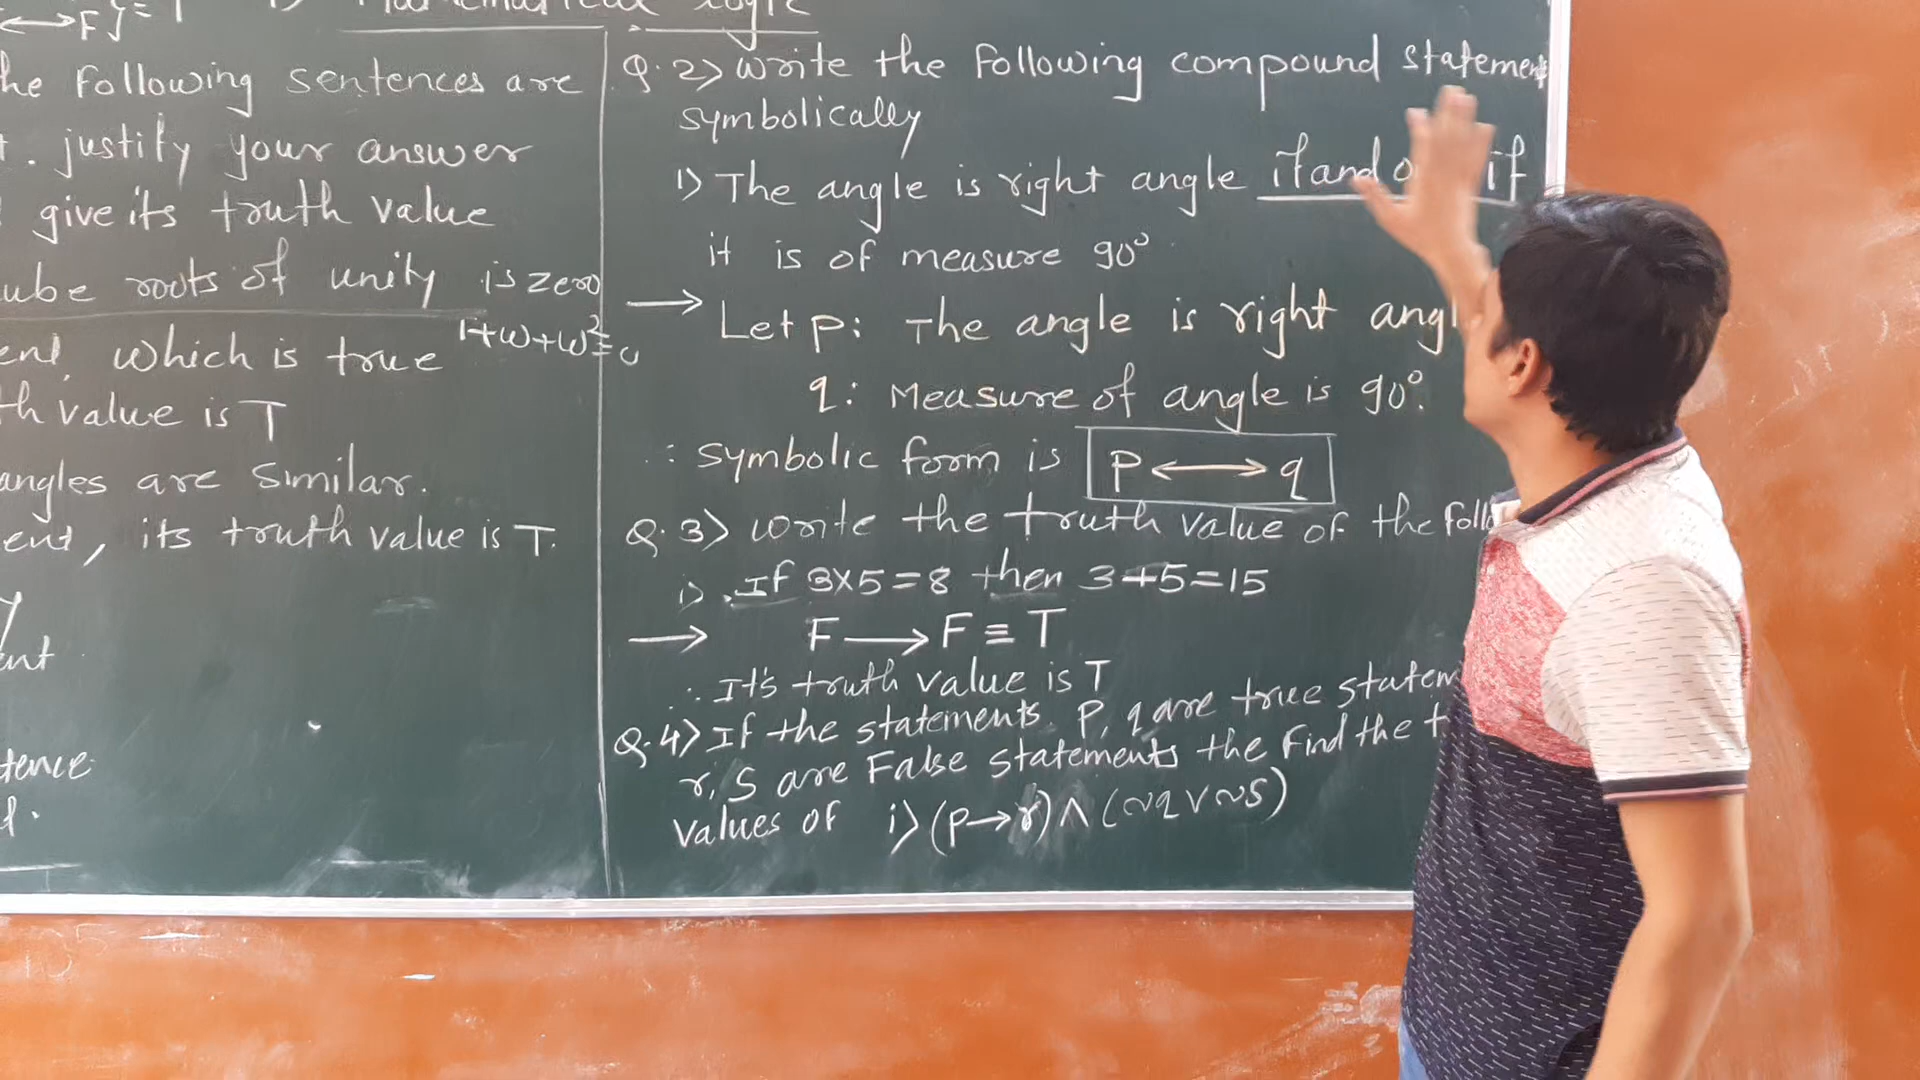 Mathematical Logic
he following sentences are
justify your answer
give its truth value
ube roots of unity is zero
1+ω+ω²=0
which is true
th value is T
angles are similar.
ent, its truth value is T.
ent
tence
d.
Q.2> Write the following compound statement
symbolically
1> The angle is right angle if and o if
it is of measure 90°
→ Let p: The angle is right angl
q: Measure of angle is 90°.
∴ symbolic form is p ⟷ q
Q.3> Write the truth value of the follo
i> If 3×5=8 then 3+5=15
→ F ⟶ F ≡ T
∴ It's truth value is T
Q.4> If the statements p, q are true statem
r, s are False statements the find the t
values of i> (p→r)∧(~q∨~s)